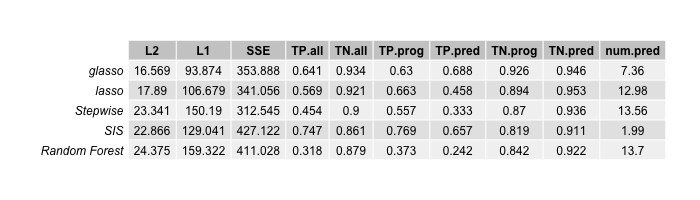 L2 L1 SSE TP.all TN.all TP.prog TP.pred TN.prog TN.pred num.pred
glasso 16.569 93.874 353.888 0.641 0.934 0.63 0.688 0.926 0.946 7.36
lasso 17.89 106.679 341.056 0.569 0.921 0.663 0.458 0.894 0.953 12.98
Stepwise 23.341 150.19 312.545 0.454 0.9 0.557 0.333 0.87 0.936 13.56
SIS 22.866 129.041 427.122 0.747 0.861 0.769 0.657 0.819 0.911 1.99
Random Forest 24.375 159.322 411.028 0.318 0.879 0.373 0.242 0.842 0.922 13.7